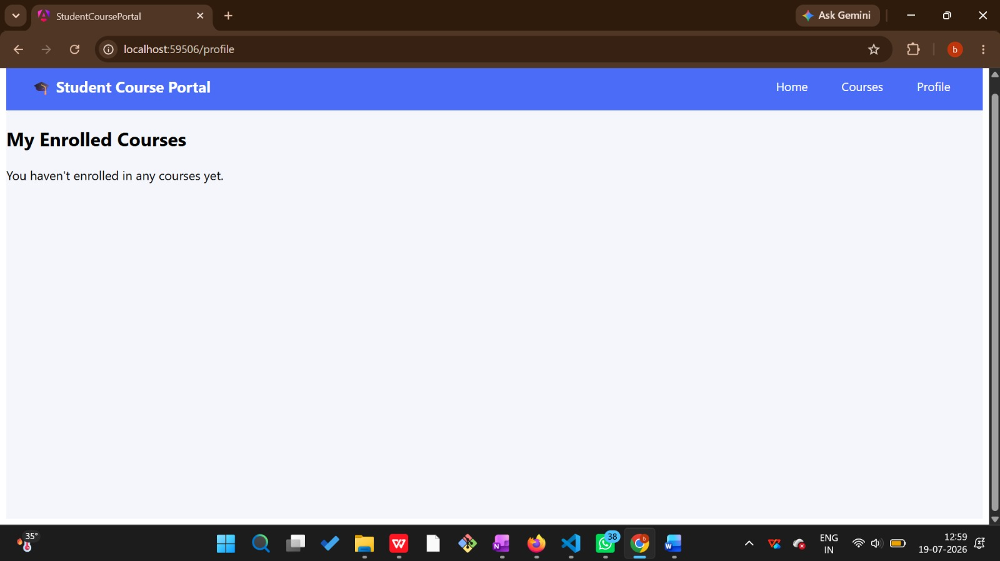 StudentCoursePortal
Ask Gemini
localhost:59506/profile
b
Student Course Portal
Home
Courses
Profile
My Enrolled Courses
You haven't enrolled in any courses yet.
35°
W
N
38
b
W
ENG
IN
12:59
19-07-2026